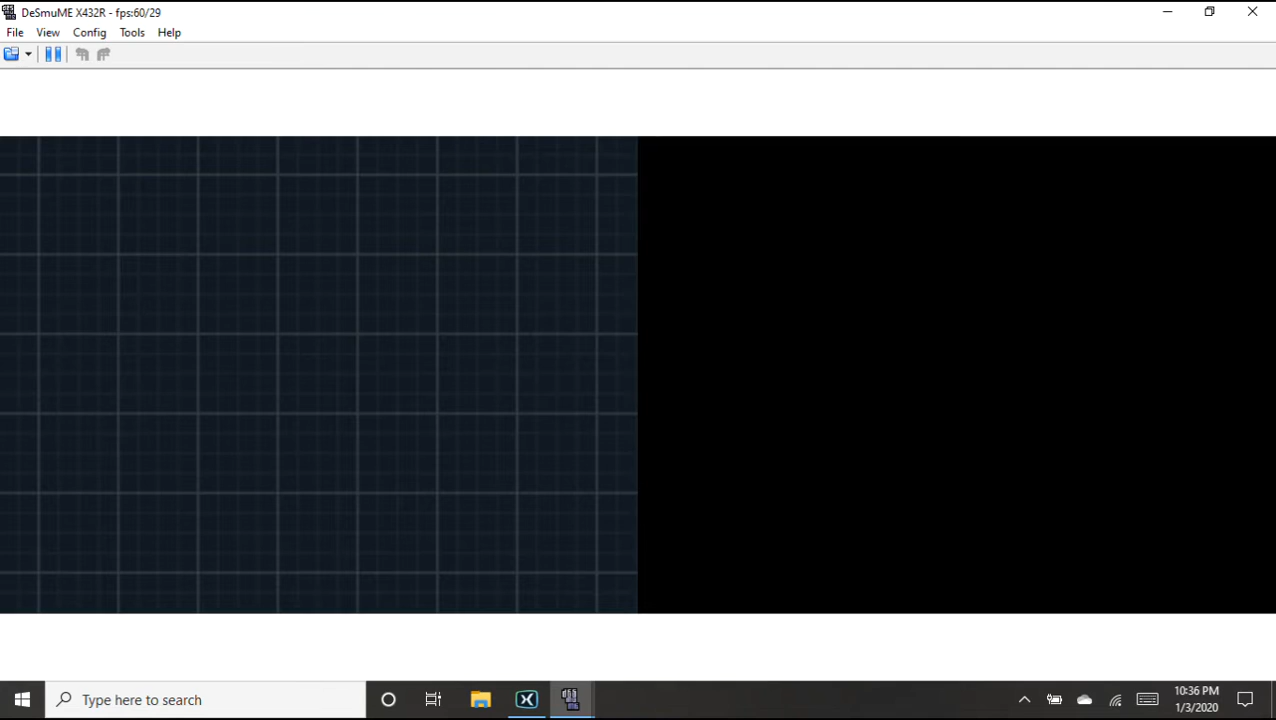 DeSmuME X432R - fps:60/29
File View Config Tools Help
Type here to search
10:36 PM
1/3/2020